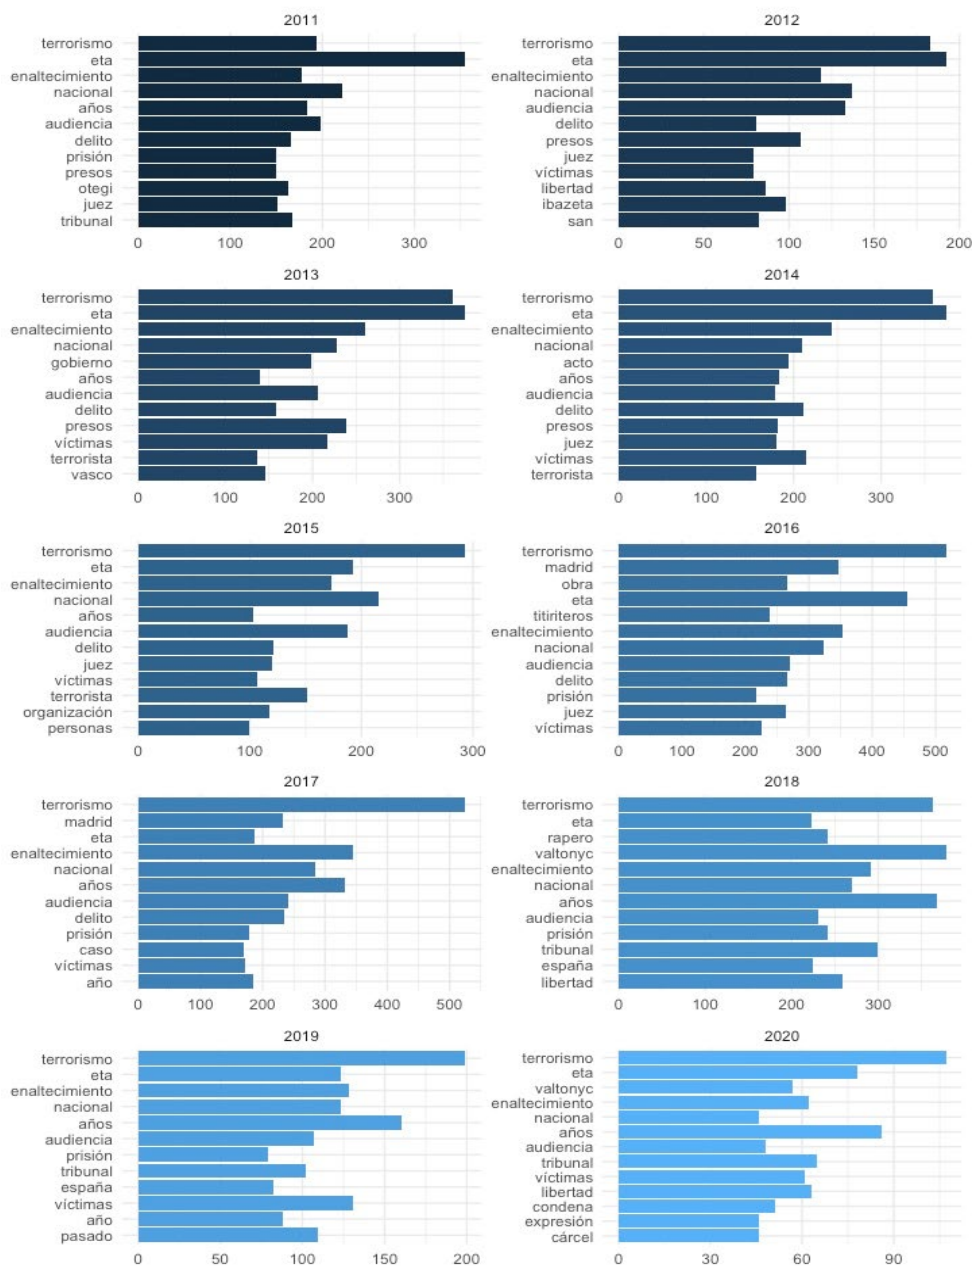 2011
terrorismo
eta
enaltecimiento
nacional
años
audiencia
delito
prisión
presos
otegi
juez
tribunal
0 100 200 300
2012
terrorismo
eta
enaltecimiento
nacional
audiencia
delito
presos
juez
víctimas
libertad
ibazeta
san
0 50 100 150 200
2013
terrorismo
eta
enaltecimiento
nacional
gobierno
años
audiencia
delito
presos
víctimas
terrorista
vasco
0 100 200 300
2014
terrorismo
eta
enaltecimiento
nacional
acto
años
audiencia
delito
presos
juez
víctimas
terrorista
0 100 200 300
2015
terrorismo
eta
enaltecimiento
nacional
años
audiencia
delito
juez
víctimas
terrorista
organización
personas
0 100 200 300
2016
terrorismo
madrid
obra
eta
titiriteros
enaltecimiento
nacional
audiencia
delito
prisión
juez
víctimas
0 100 200 300 400 500
2017
terrorismo
madrid
eta
enaltecimiento
nacional
años
audiencia
delito
prisión
caso
víctimas
año
0 100 200 300 400 500
2018
terrorismo
eta
rapero
valtonyc
enaltecimiento
nacional
años
audiencia
prisión
tribunal
españa
libertad
0 100 200 300
2019
terrorismo
eta
enaltecimiento
nacional
años
audiencia
prisión
tribunal
españa
víctimas
año
pasado
0 50 100 150 200
2020
terrorismo
eta
valtonyc
enaltecimiento
nacional
años
audiencia
tribunal
víctimas
libertad
condena
expresión
cárcel
0 30 60 90